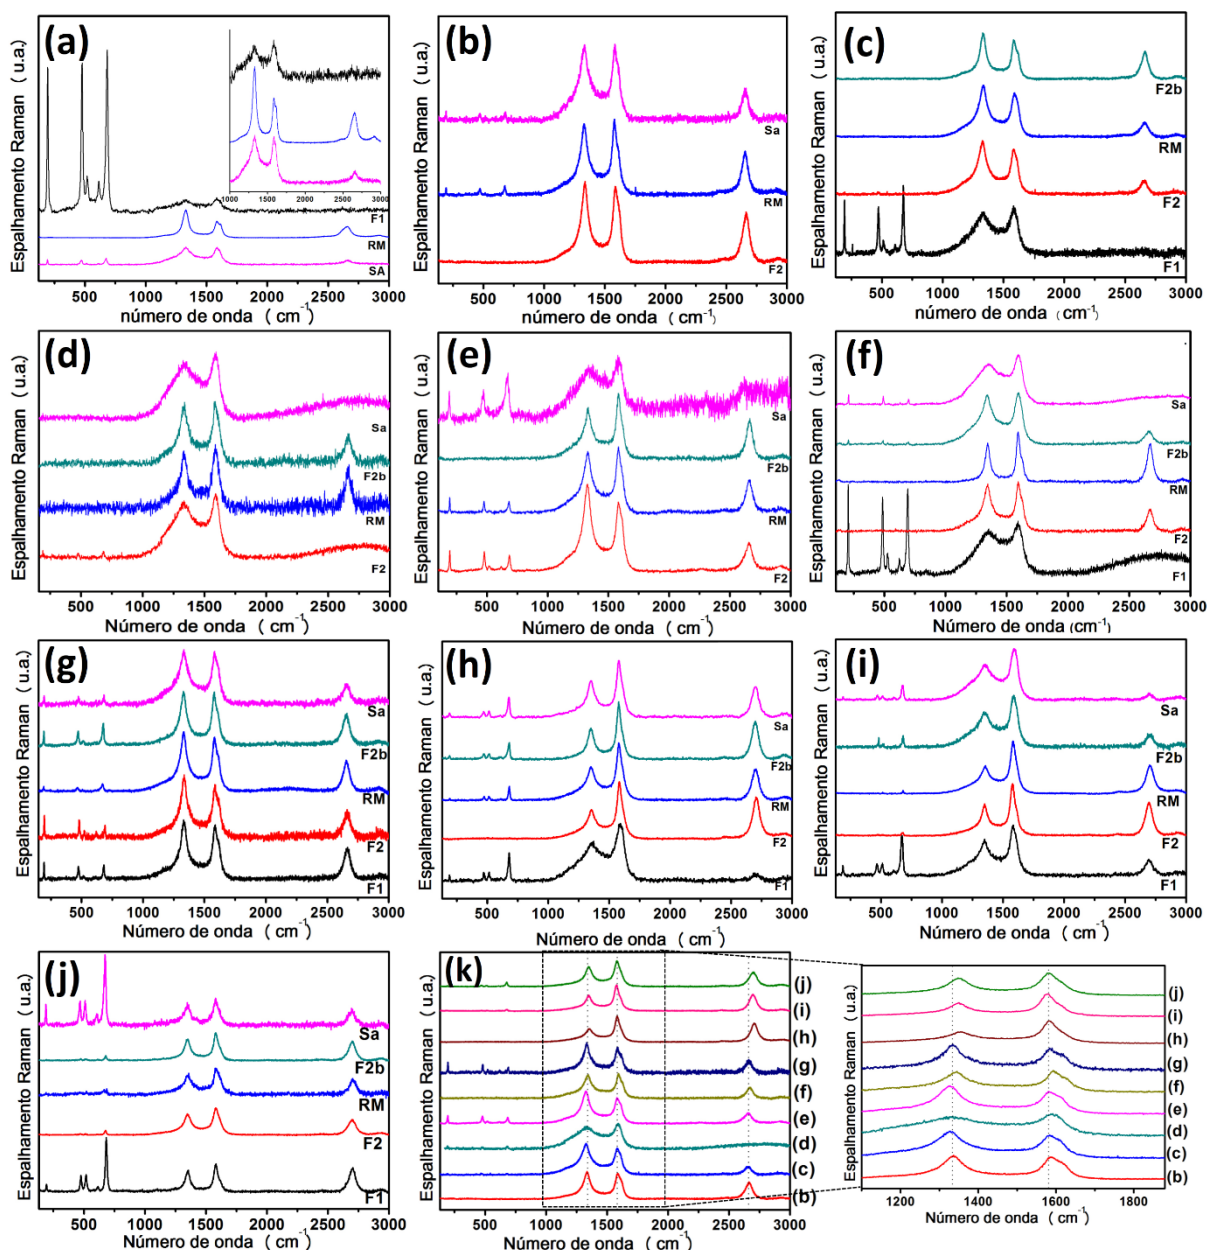 (a)
Espalhamento Raman ( u.a.)
F1
RM
SA
1000 1500 2000 2500 3000
500 1000 1500 2000 2500 3000
número de onda ( cm⁻¹)
(b)
Espalhamento Raman ( u.a.)
Sa
RM
F2
500 1000 1500 2000 2500 3000
número de onda ( cm⁻¹)
(c)
Espalhamento Raman ( u.a.)
F2b
RM
F2
F1
500 1000 1500 2000 2500 3000
número de onda (cm⁻¹)
(d)
Espalhamento Raman ( u.a.)
Sa
F2b
RM
F2
500 1000 1500 2000 2500 3000
Número de onda ( cm⁻¹)
(e)
Espalhamento Raman ( u.a.)
Sa
F2b
RM
F2
500 1000 1500 2000 2500 3000
Número de onda ( cm⁻¹)
(f)
Espalhamento Raman ( u.a.)
Sa
F2b
RM
F2
F1
500 1000 1500 2000 2500 3000
Número de onda (cm⁻¹)
(g)
Espalhamento Raman ( u.a.)
Sa
F2b
RM
F2
F1
500 1000 1500 2000 2500 3000
Número de onda ( cm⁻¹)
(h)
Espalhamento Raman ( u.a.)
Sa
F2b
RM
F2
F1
500 1000 1500 2000 2500 3000
Número de onda ( cm⁻¹)
(i)
Espalhamento Raman ( u.a.)
Sa
F2b
RM
F2
F1
500 1000 1500 2000 2500 3000
Número de onda ( cm⁻¹)
(j)
Espalhamento Raman ( u.a.)
Sa
F2b
RM
F2
F1
500 1000 1500 2000 2500 3000
Número de onda ( cm⁻¹)
(k)
Espalhamento Raman ( u.a.)
(j)
(i)
(h)
(g)
(f)
(e)
(d)
(c)
(b)
500 1000 1500 2000 2500 3000
Número de onda ( cm⁻¹)
Espalhamento Raman ( u.a.)
(j)
(i)
(h)
(g)
(f)
(e)
(d)
(c)
(b)
1200 1400 1600 1800
Número de onda ( cm⁻¹)